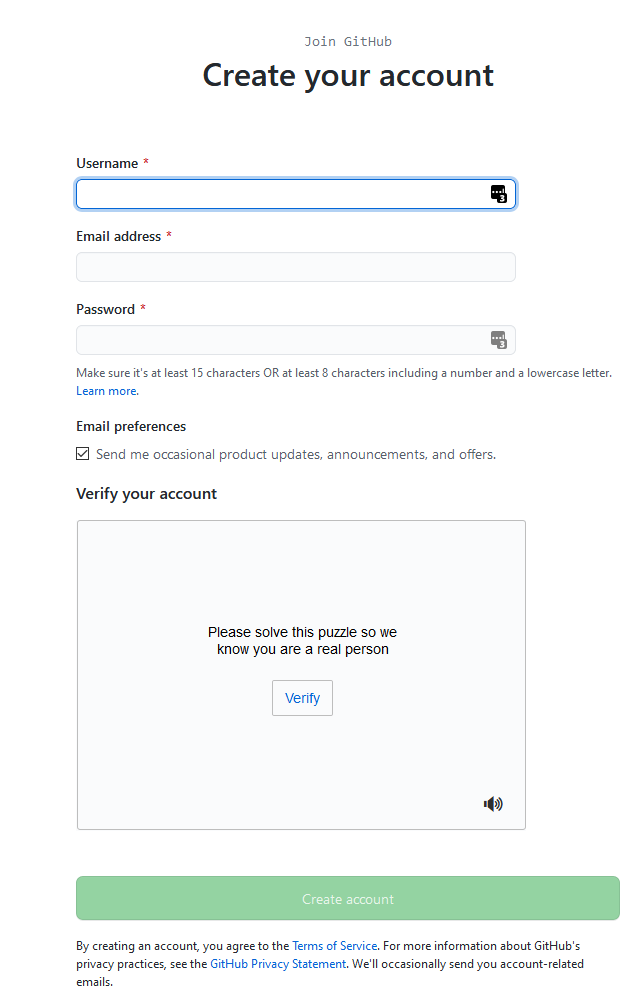 Join GitHub
Create your account
Username *
Email address *
Password *
Make sure it's at least 15 characters OR at least 8 characters including a number and a lowercase letter.
Learn more.
Email preferences
Send me occasional product updates, announcements, and offers.
Verify your account
Please solve this puzzle so we
know you are a real person
Verify
Create account
By creating an account, you agree to the Terms of Service. For more information about GitHub's
privacy practices, see the GitHub Privacy Statement. We'll occasionally send you account-related
emails.